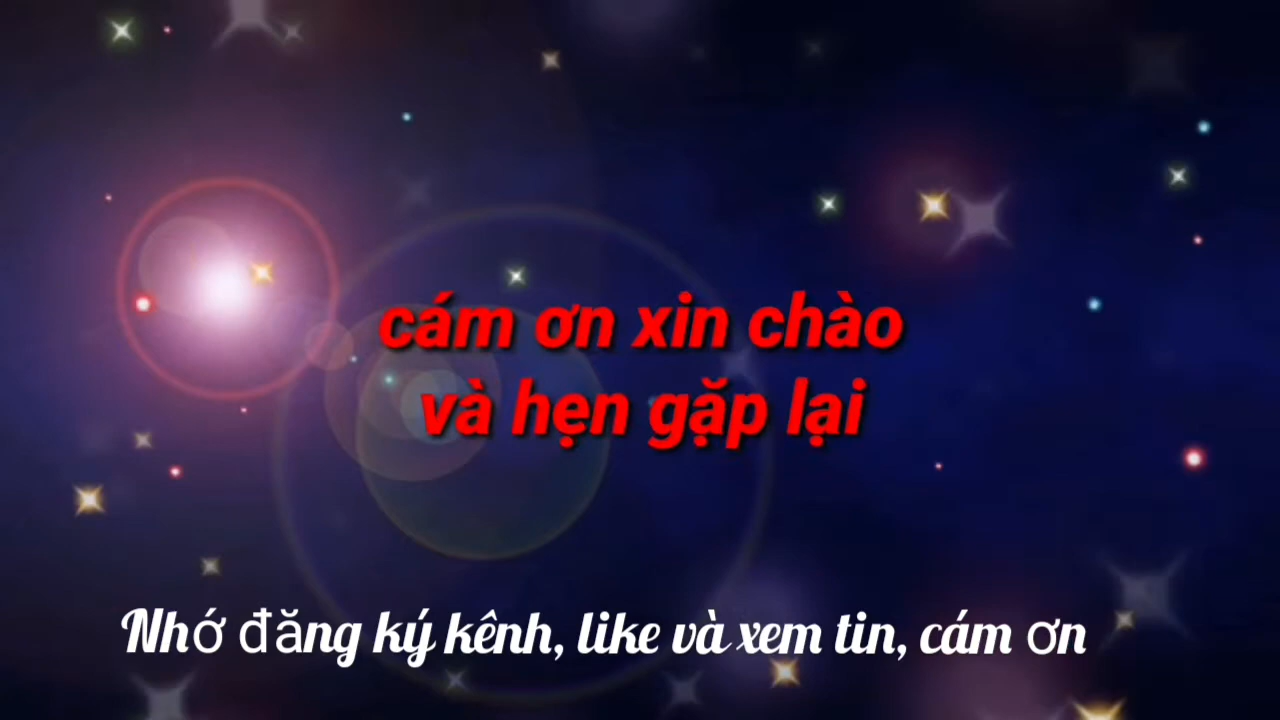 cám ơn xin chào
và hẹn gặp lại
Nhớ đăng ký kênh, like và xem tin, cám ơn